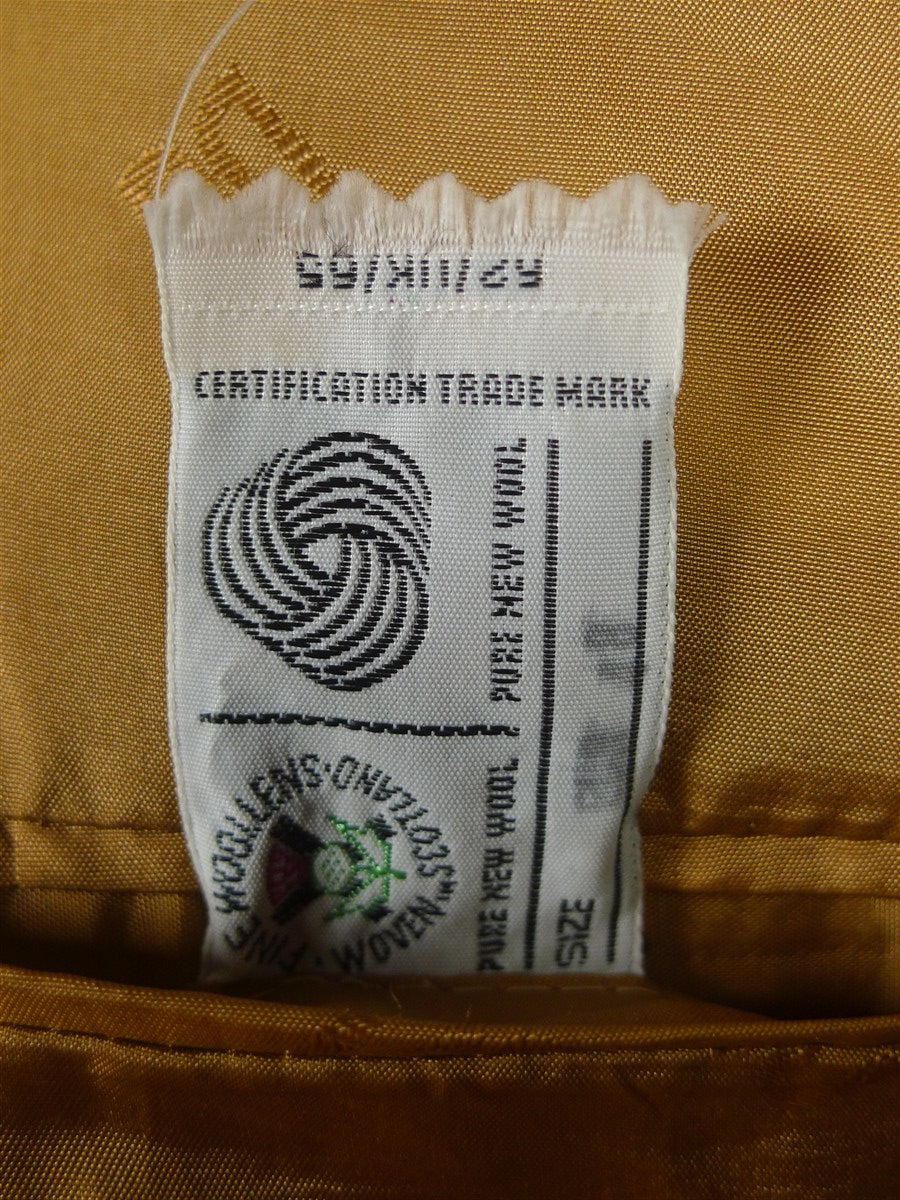 CERTIFICATION TRADE MARK
PURE NEW WOOL
PURE NEW WOOL
FINE WOOLLENS · WOVEN IN SCOTLAND ·
SIZE